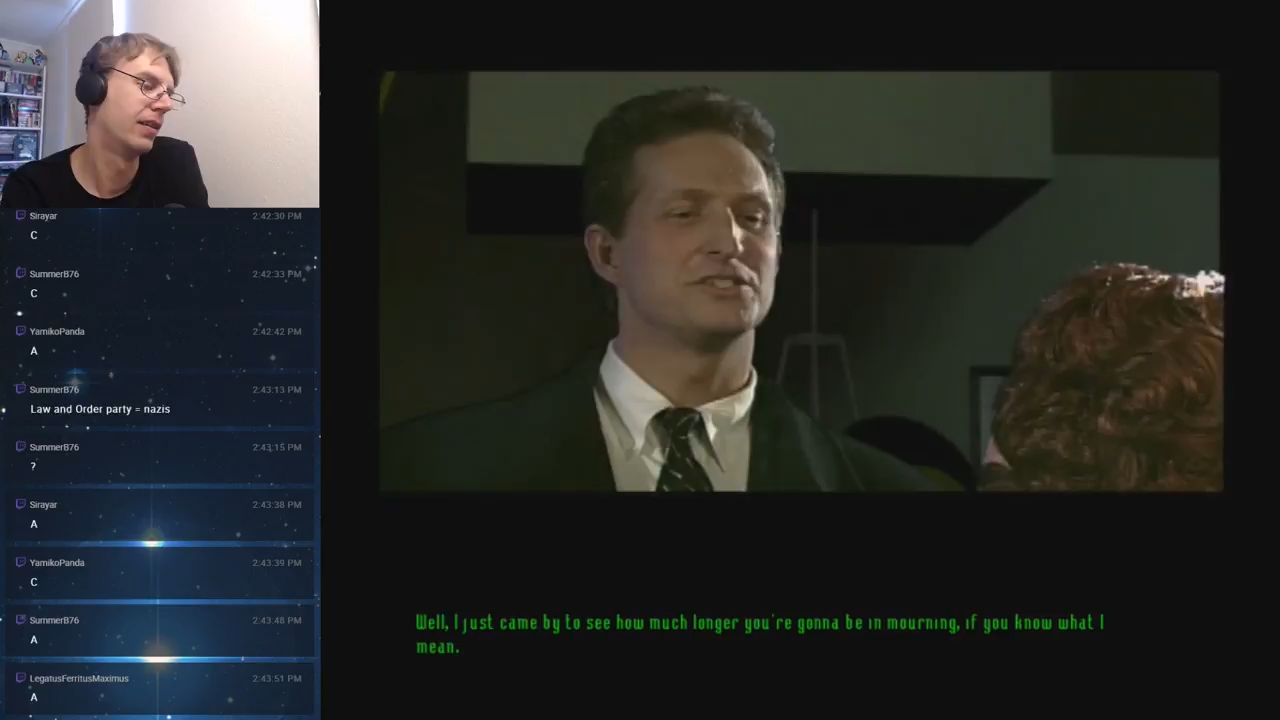 Sirayar 2:42:30 PM
C
SummerB76 2:42:33 PM
C
YamikoPanda 2:42:42 PM
A
SummerB76 2:43:13 PM
Law and Order party = nazis
SummerB76 2:43:15 PM
?
Sirayar 2:43:38 PM
A
YamikoPanda 2:43:39 PM
C
SummerB76 2:43:48 PM
A
LegatusFerritusMaximus 2:43:51 PM
A
Well, I just came by to see how much longer you're gonna be in mourning, if you know what I
mean.